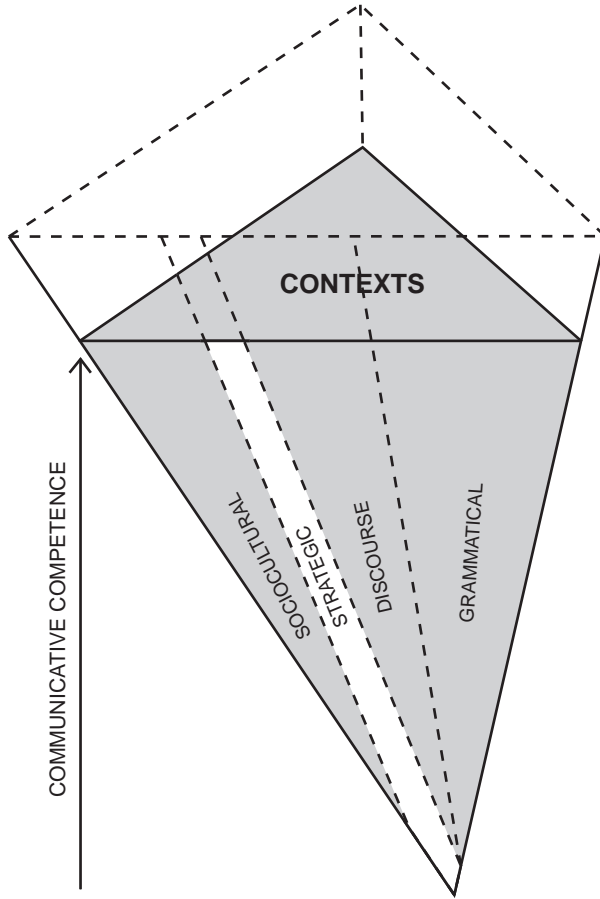 CONTEXTS
COMMUNICATIVE COMPETENCE
SOCIOCULTURAL
STRATEGIC
DISCOURSE
GRAMMATICAL